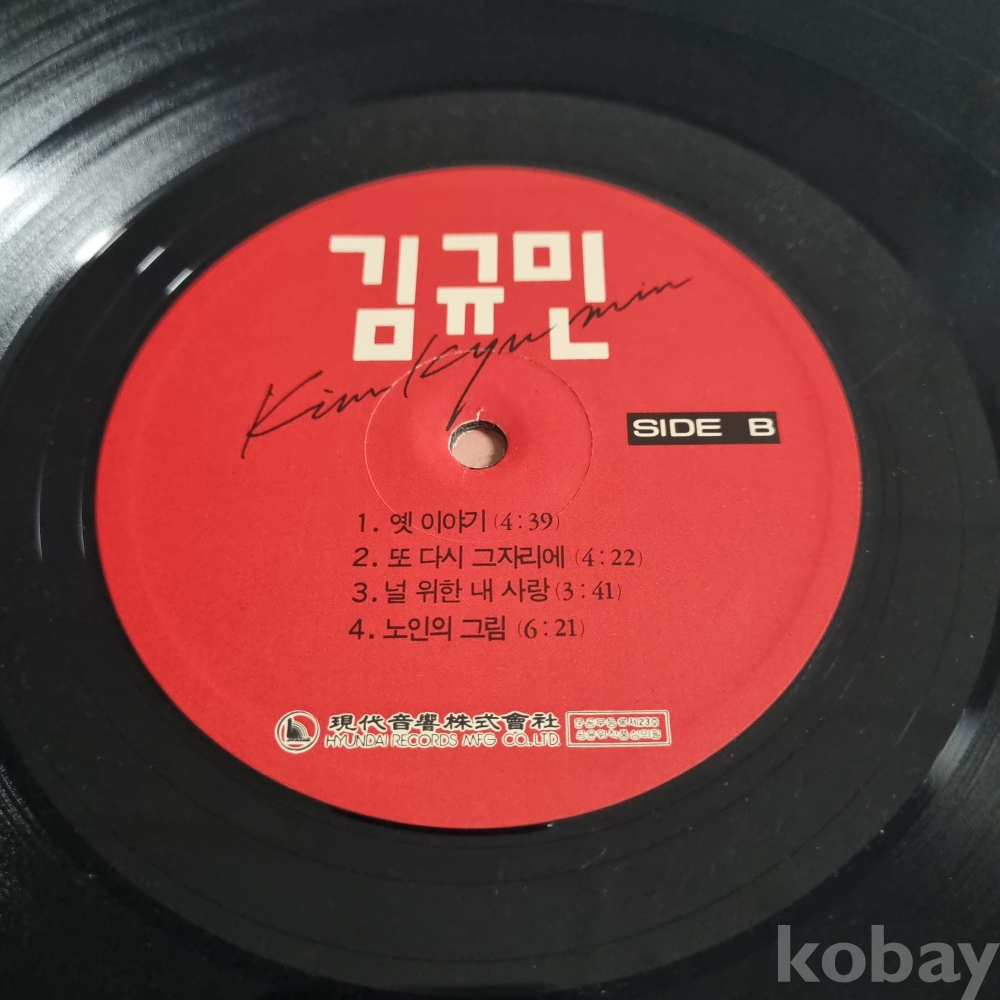 김규민
Kim Kyu min
SIDE B
1. 옛 이야기 (4:39)
2. 또 다시 그자리에 (4:22)
3. 널 위한 내 사랑 (3:41)
4. 노인의 그림 (6:21)
現代音響株式會社
HYUNDAI RECORDS MFG CO., LTD.
kobay